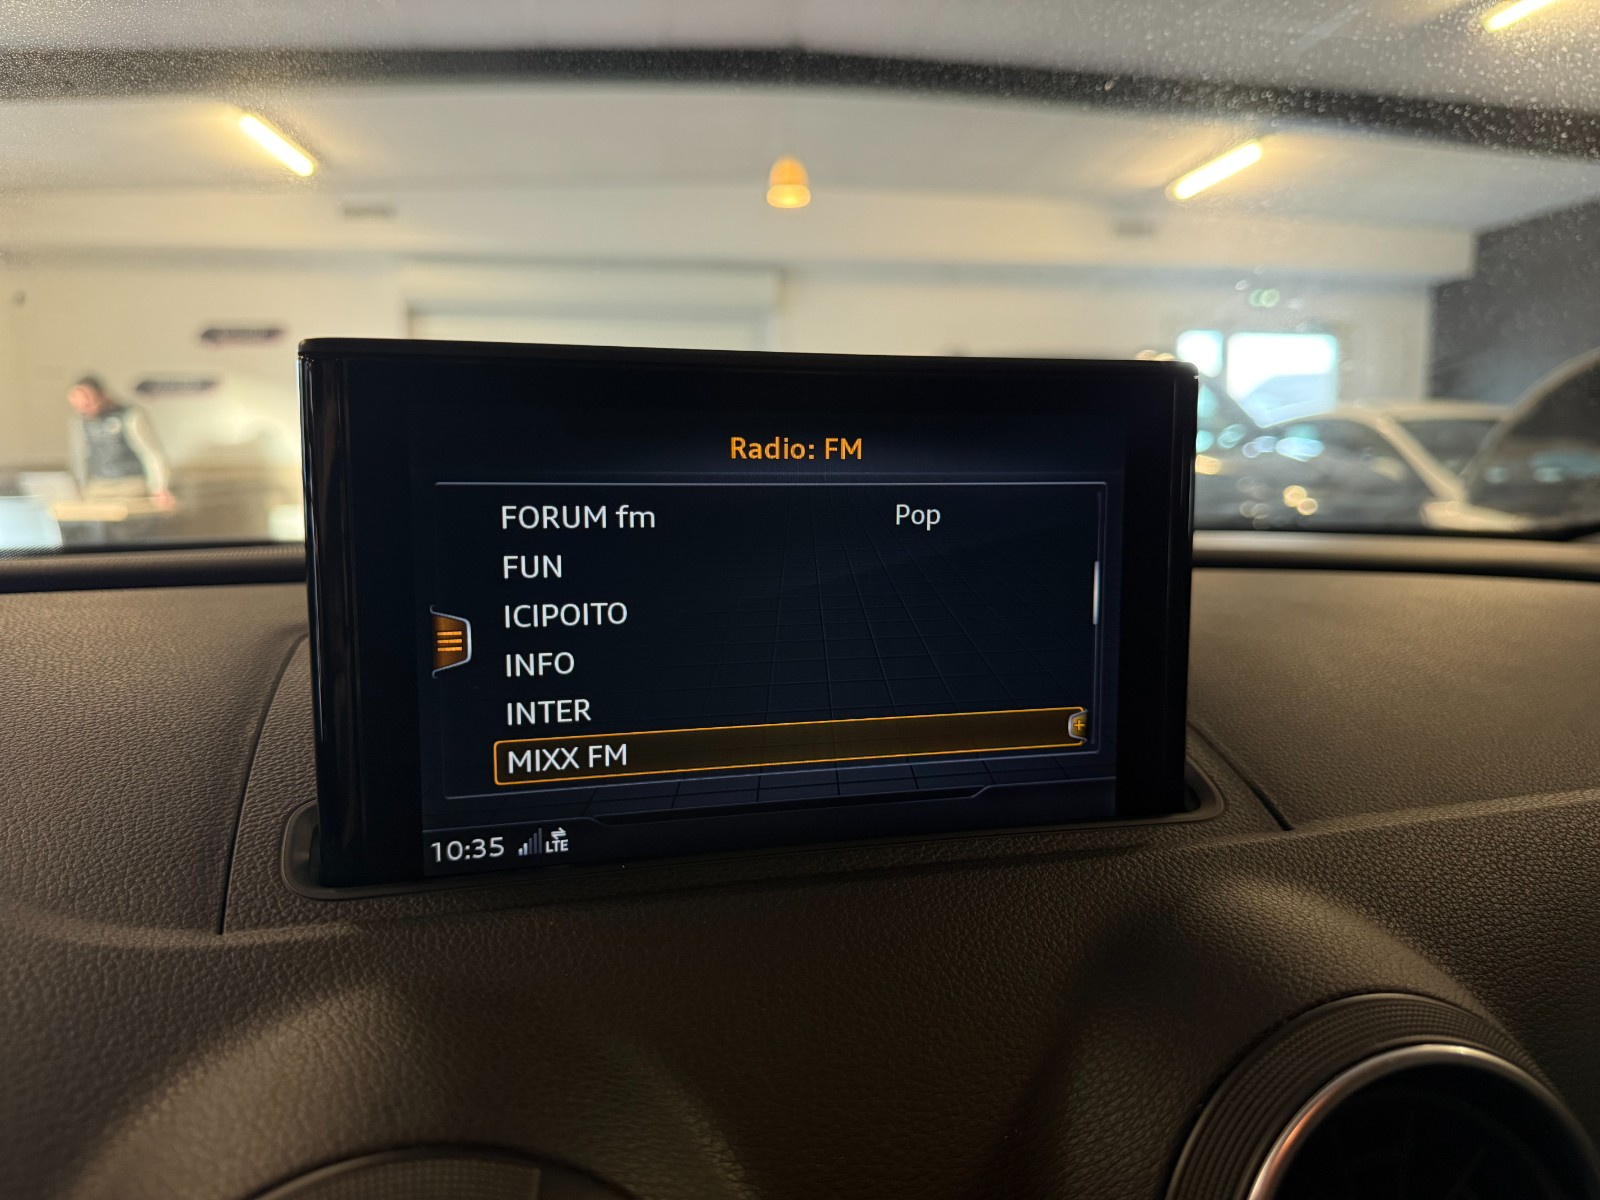 Radio: FM
FORUM fm Pop
FUN
ICIPOITO
INFO
INTER
MIXX FM
10:35 LTE